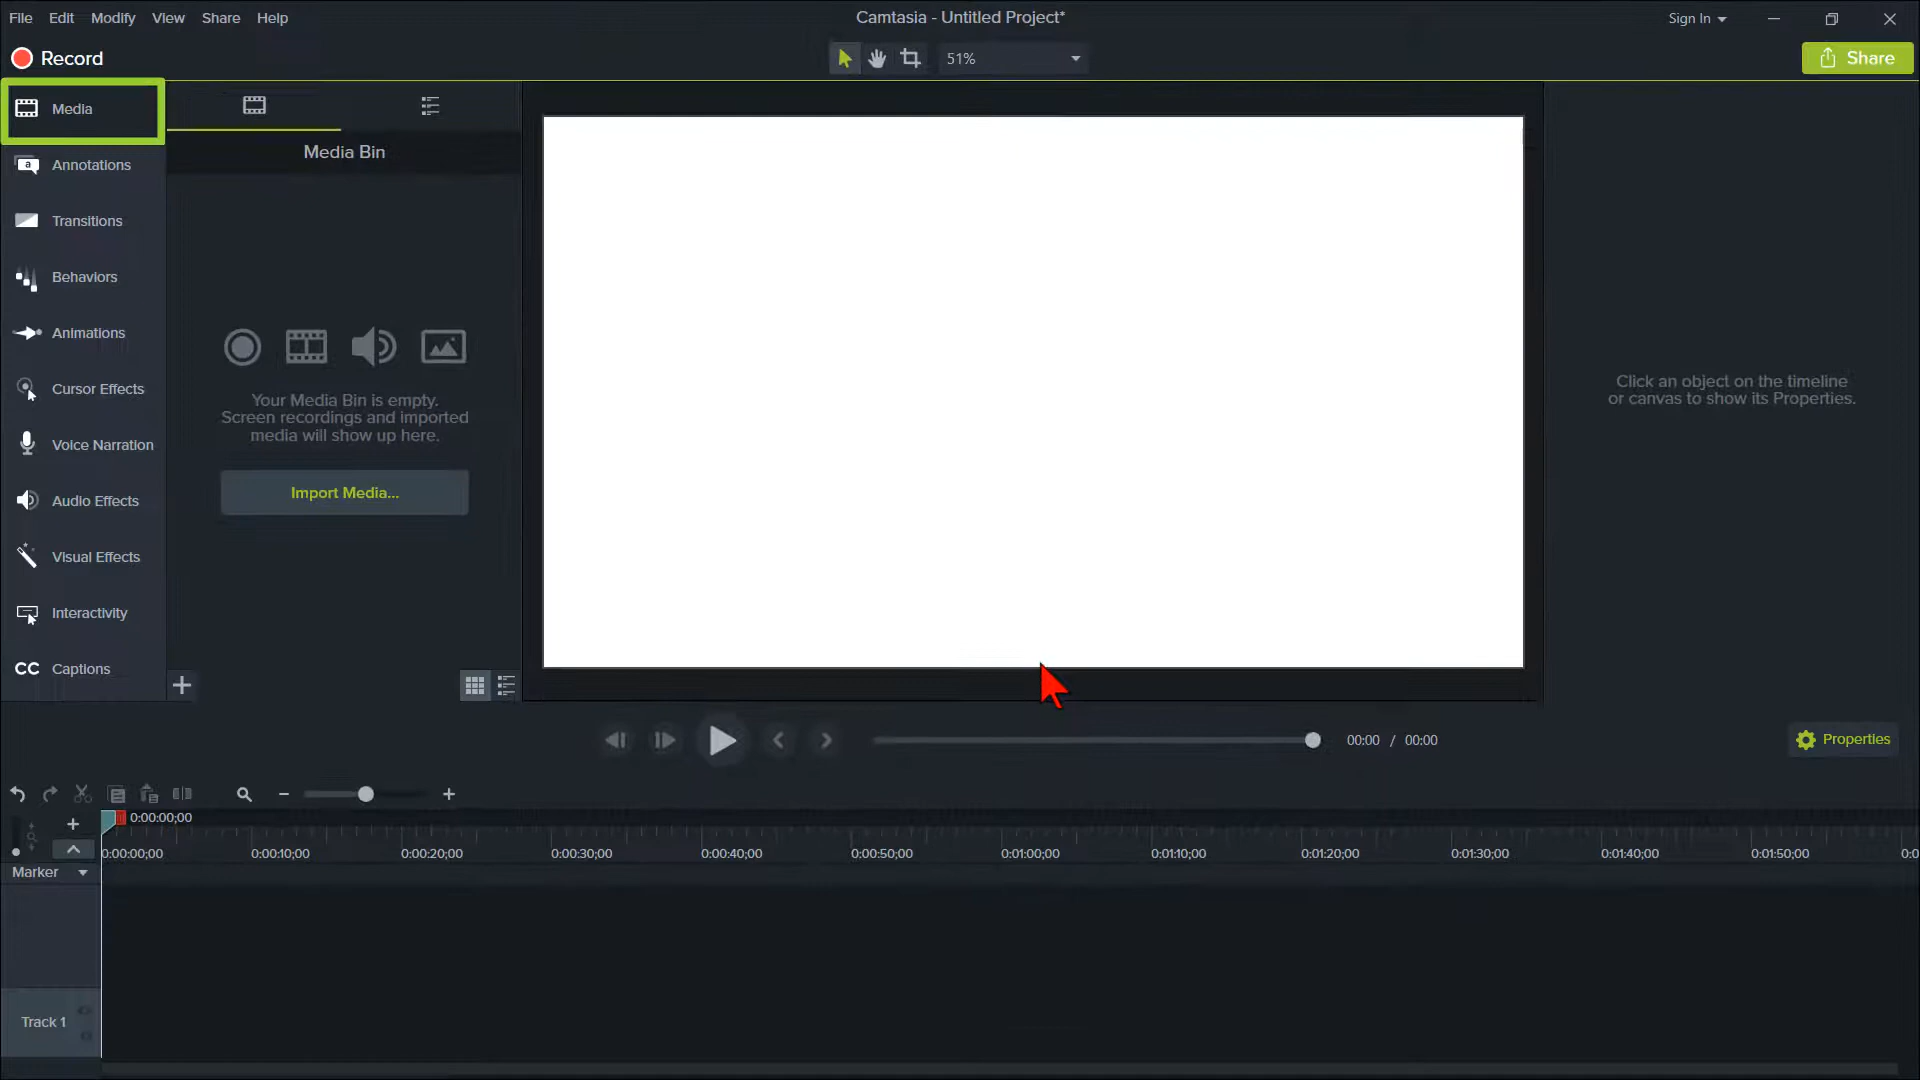 File Edit Modify View Share Help
Camtasia - Untitled Project*
Sign In
Record
51%
Share
Media
Annotations
Transitions
Behaviors
Animations
Cursor Effects
Voice Narration
Audio Effects
Visual Effects
Interactivity
CC Captions
Media Bin
Your Media Bin is empty.
Screen recordings and imported
media will show up here.
Import Media...
Click an object on the timeline
or canvas to show its Properties.
00:00 / 00:00
Properties
0:00:00;00
0:00:00;00 0:00:10;00 0:00:20;00 0:00:30;00 0:00:40;00 0:00:50;00 0:01:00;00 0:01:10;00 0:01:20;00 0:01:30;00 0:01:40;00 0:01:50;00 0:0
Marker
Track 1